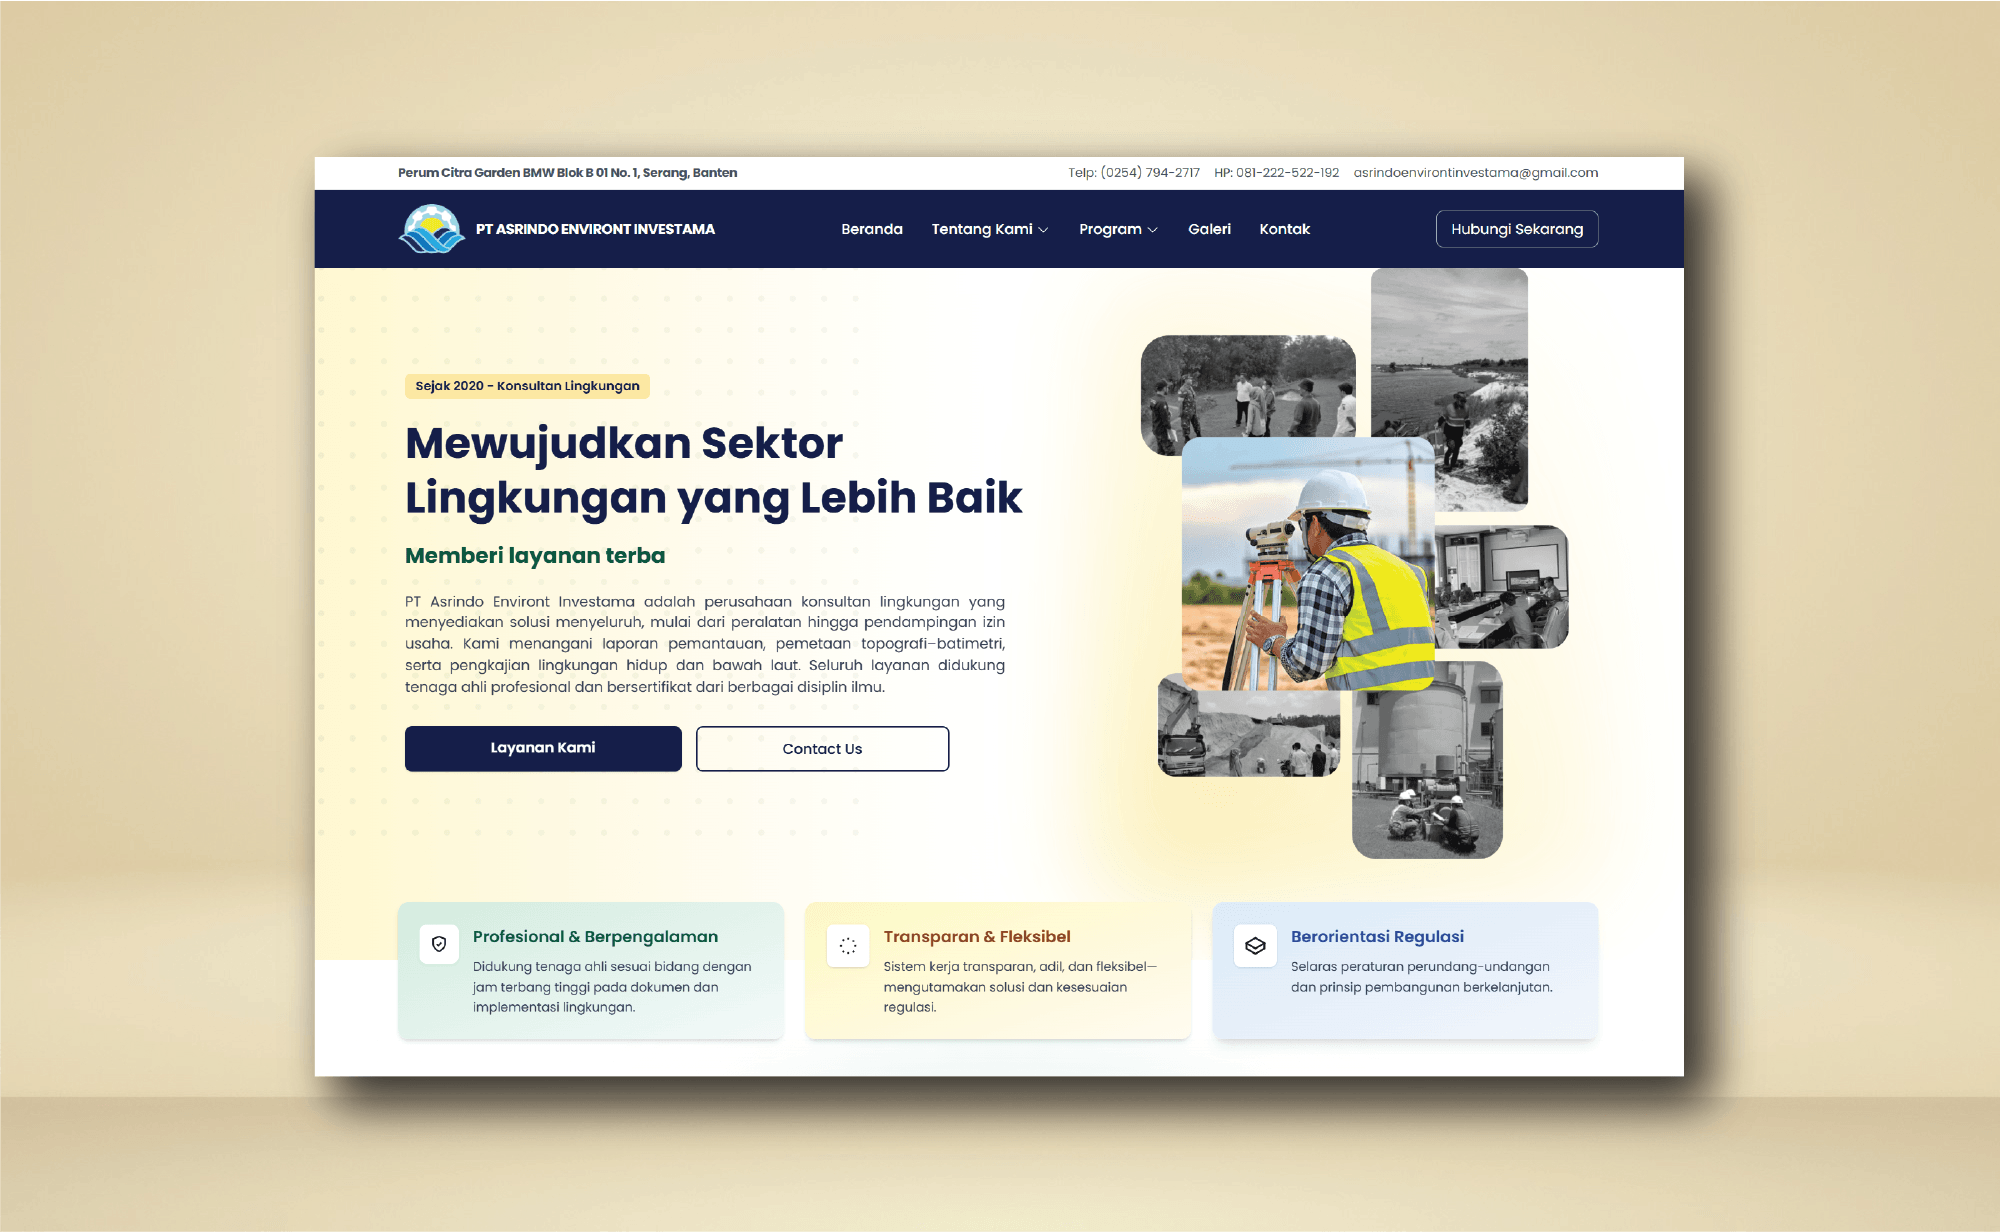 Perum Citra Garden BMW Blok B 01 No. 1, Serang, Banten
Telp: (0254) 794-2717 HP: 081-222-522-192 asrindoenvirontinvestama@gmail.com
PT ASRINDO ENVIRONT INVESTAMA
Beranda Tentang Kami Program Galeri Kontak
Hubungi Sekarang
Sejak 2020 - Konsultan Lingkungan
Mewujudkan Sektor
Lingkungan yang Lebih Baik
Memberi layanan terba
PT Asrindo Environt Investama adalah perusahaan konsultan lingkungan yang
menyediakan solusi menyeluruh, mulai dari peralatan hingga pendampingan izin
usaha. Kami menangani laporan pemantauan, pemetaan topografi–batimetri,
serta pengkajian lingkungan hidup dan bawah laut. Seluruh layanan didukung
tenaga ahli profesional dan bersertifikat dari berbagai disiplin ilmu.
Layanan Kami
Contact Us
Profesional & Berpengalaman
Didukung tenaga ahli sesuai bidang dengan
jam terbang tinggi pada dokumen dan
implementasi lingkungan.
Transparan & Fleksibel
Sistem kerja transparan, adil, dan fleksibel—
mengutamakan solusi dan kesesuaian
regulasi.
Berorientasi Regulasi
Selaras peraturan perundang-undangan
dan prinsip pembangunan berkelanjutan.